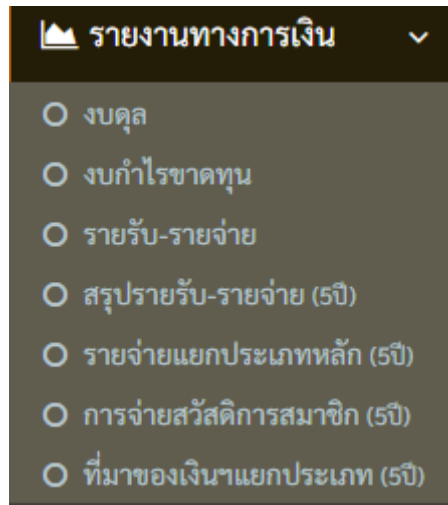 รายงานทางการเงิน
งบดุล
งบกำไรขาดทุน
รายรับ-รายจ่าย
สรุปรายรับ-รายจ่าย (5ปี)
รายจ่ายแยกประเภทหลัก (5ปี)
การจ่ายสวัสดิการสมาชิก (5ปี)
ที่มาของเงินฯแยกประเภท (5ปี)